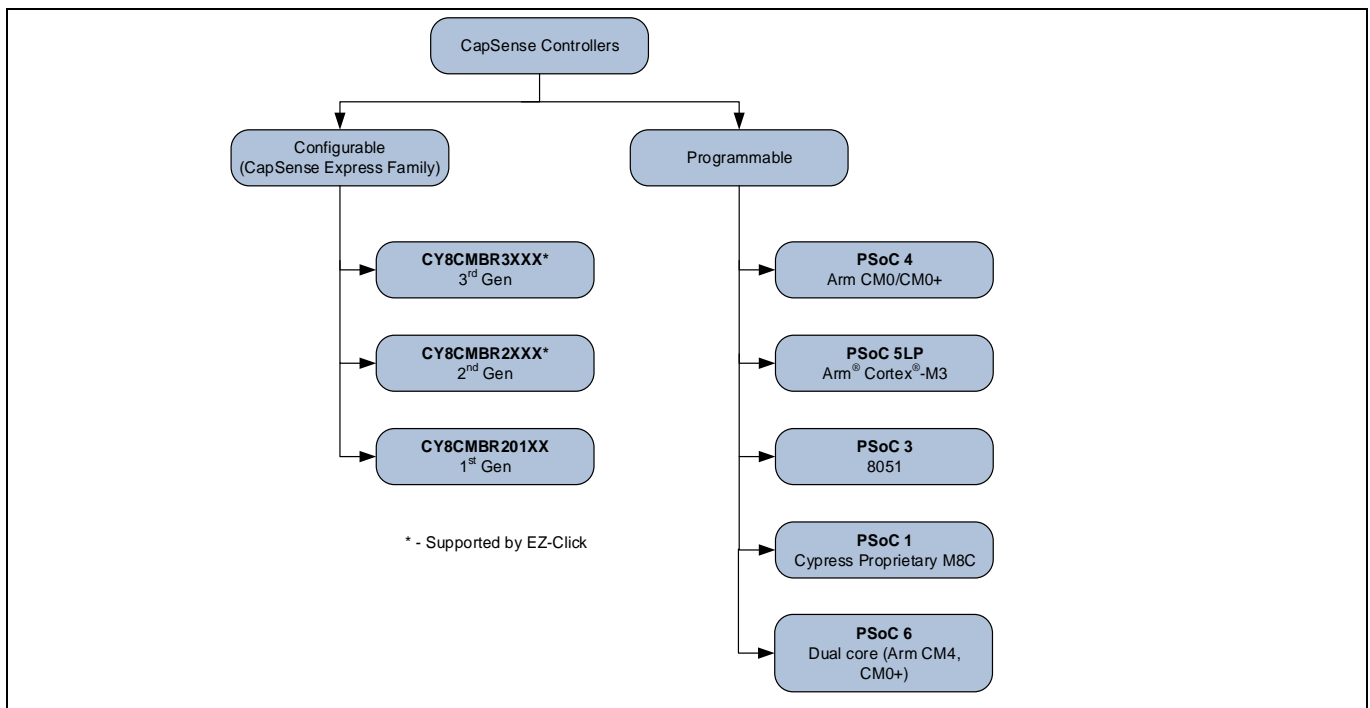 CapSense Controllers
Configurable
(CapSense Express Family)
Programmable
CY8CMBR3XXX*
3rd Gen
CY8CMBR2XXX*
2nd Gen
CY8CMBR201XX
1st Gen
* - Supported by EZ-Click
PSoC 4
Arm CM0/CM0+
PSoC 5LP
Arm® Cortex®-M3
PSoC 3
8051
PSoC 1
Cypress Proprietary M8C
PSoC 6
Dual core (Arm CM4,
CM0+)